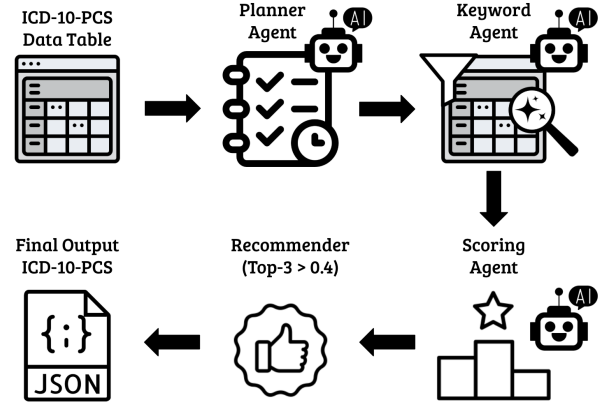 ICD-10-PCS
Data Table
Planner
Agent
AI
Keyword
Agent
AI
Scoring
Agent
AI
Recommender
(Top-3 > 0.4)
Final Output
ICD-10-PCS
{;}
JSON